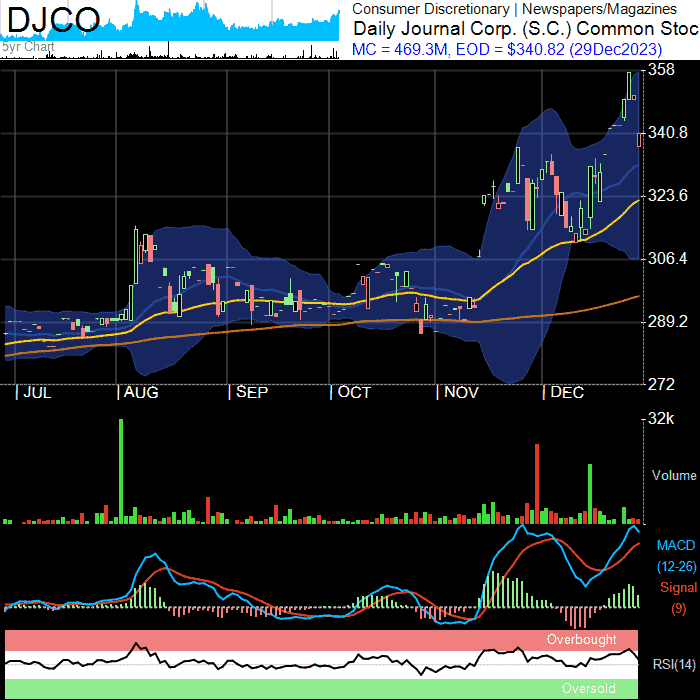 DJCO
5yr Chart
Consumer Discretionary | Newspapers/Magazines
Daily Journal Corp. (S.C.) Common Stoc
MC = 469.3M, EOD = $340.82 (29Dec2023)
358
340.8
323.6
306.4
289.2
272
| JUL | AUG | SEP | OCT | NOV | DEC
32k
Volume
MACD
(12-26)
Signal
(9)
Overbought
RSI(14)
Oversold